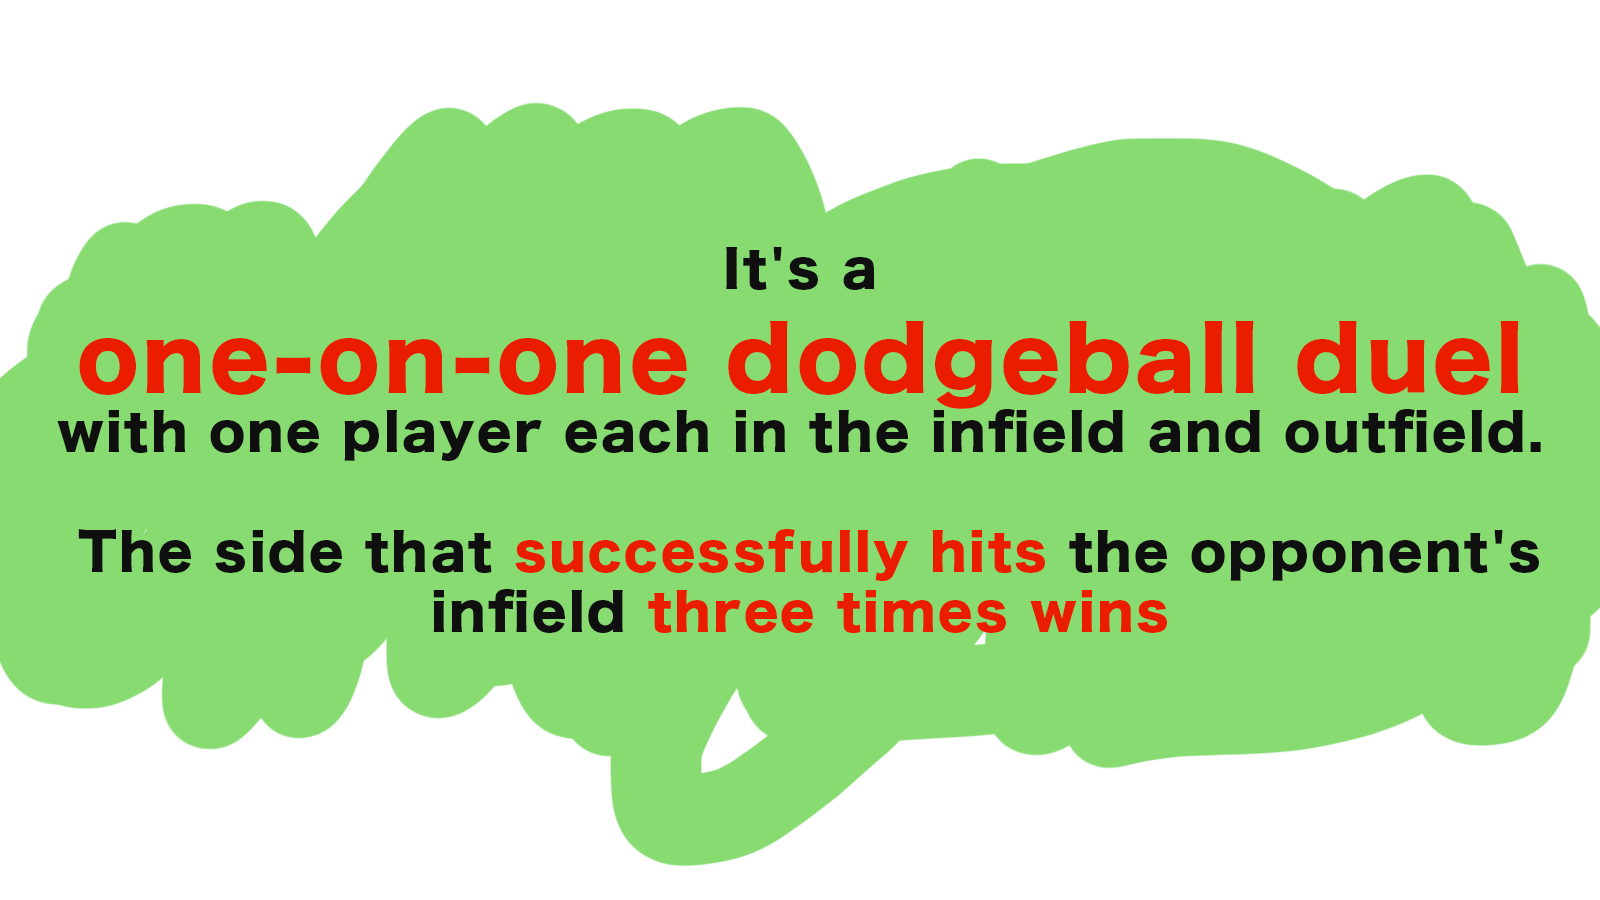 It's a
one-on-one dodgeball duel
with one player each in the infield and outfield.
The side that successfully hits the opponent's
infield three times wins